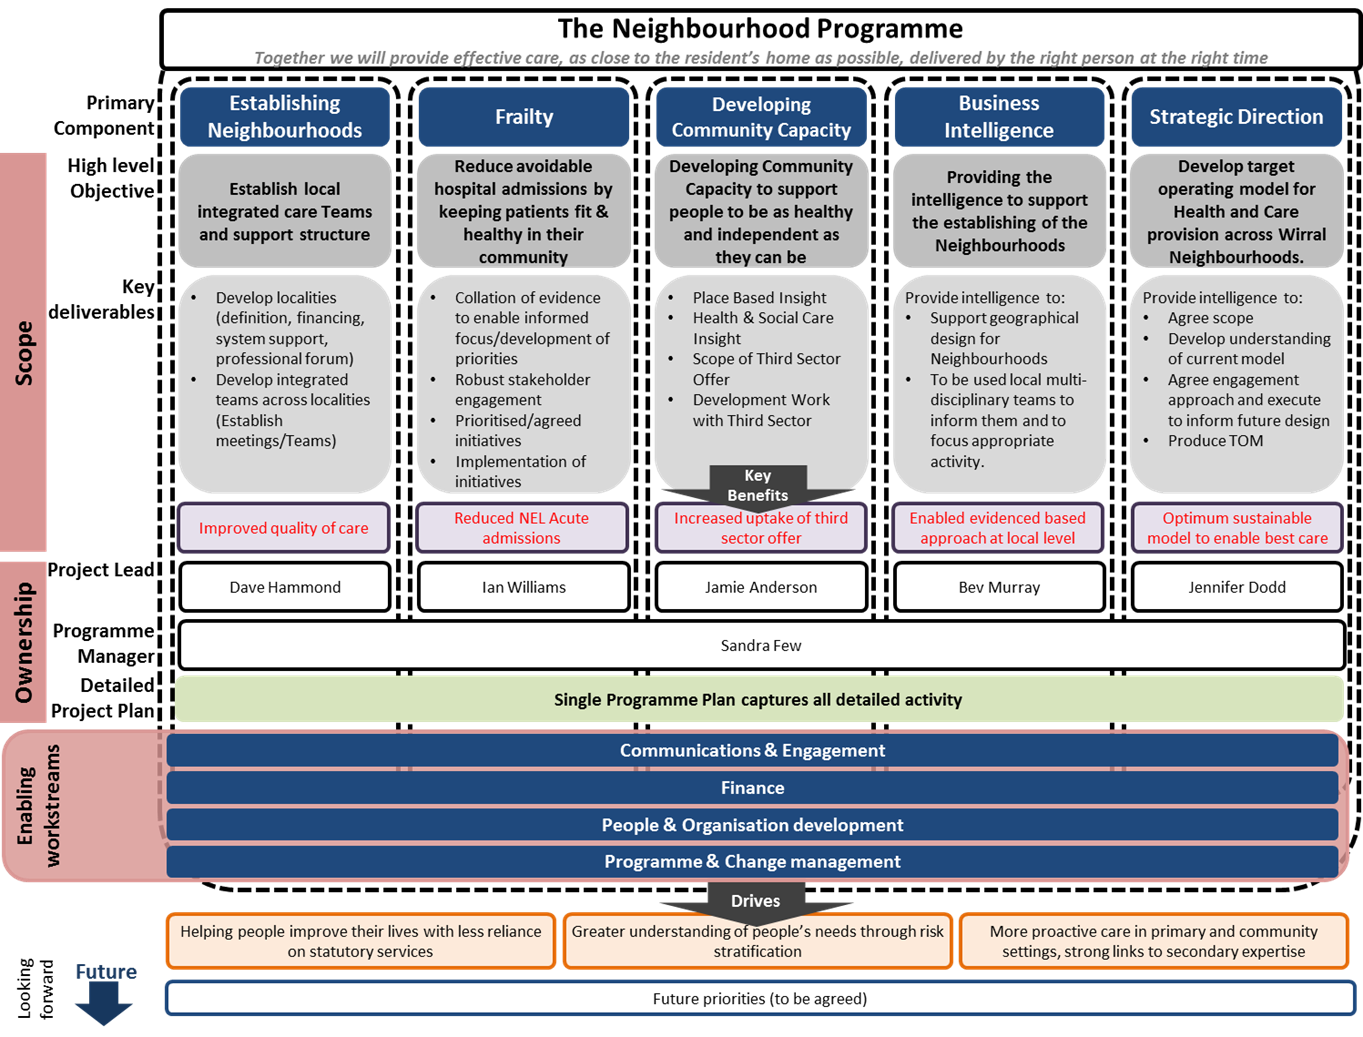 The Neighbourhood Programme
Together we will provide effective care, as close to the resident's home as possible, delivered by the right person at the right time
Primary
Component
Establishing
Neighbourhoods
Frailty
Developing
Community Capacity
Business
Intelligence
Strategic Direction
Scope
High level
Objective
Establish local
integrated care Teams
and support structure
Reduce avoidable
hospital admissions by
keeping patients fit &
healthy in their
community
Developing Community
Capacity to support
people to be as healthy
and independent as
they can be
Providing the
intelligence to support
the establishing of the
Neighbourhoods
Develop target
operating model for
Health and Care
provision across Wirral
Neighbourhoods.
Key
deliverables
• Develop localities
(definition, financing,
system support,
professional forum)
• Develop integrated
teams across localities
(Establish
meetings/Teams)
• Collation of evidence
to enable informed
focus/development of
priorities
• Robust stakeholder
engagement
• Prioritised/agreed
initiatives
• Implementation of
initiatives
• Place Based Insight
• Health & Social Care
Insight
• Scope of Third Sector
Offer
• Development Work
with Third Sector
Provide intelligence to:
• Support geographical
design for
Neighbourhoods
• To be used local multi-
disciplinary teams to
inform them and to
focus appropriate
activity.
Provide intelligence to:
• Agree scope
• Develop understanding
of current model
• Agree engagement
approach and execute
to inform future design
• Produce TOM
Key
Benefits
Improved quality of care
Reduced NEL Acute
admissions
Increased uptake of third
sector offer
Enabled evidenced based
approach at local level
Optimum sustainable
model to enable best care
Ownership
Project Lead
Dave Hammond
Ian Williams
Jamie Anderson
Bev Murray
Jennifer Dodd
Programme
Manager
Sandra Few
Detailed
Project Plan
Single Programme Plan captures all detailed activity
Enabling
workstreams
Communications & Engagement
Finance
People & Organisation development
Programme & Change management
Drives
Helping people improve their lives with less reliance
on statutory services
Greater understanding of people's needs through risk
stratification
More proactive care in primary and community
settings, strong links to secondary expertise
Looking
forward
Future
Future priorities (to be agreed)